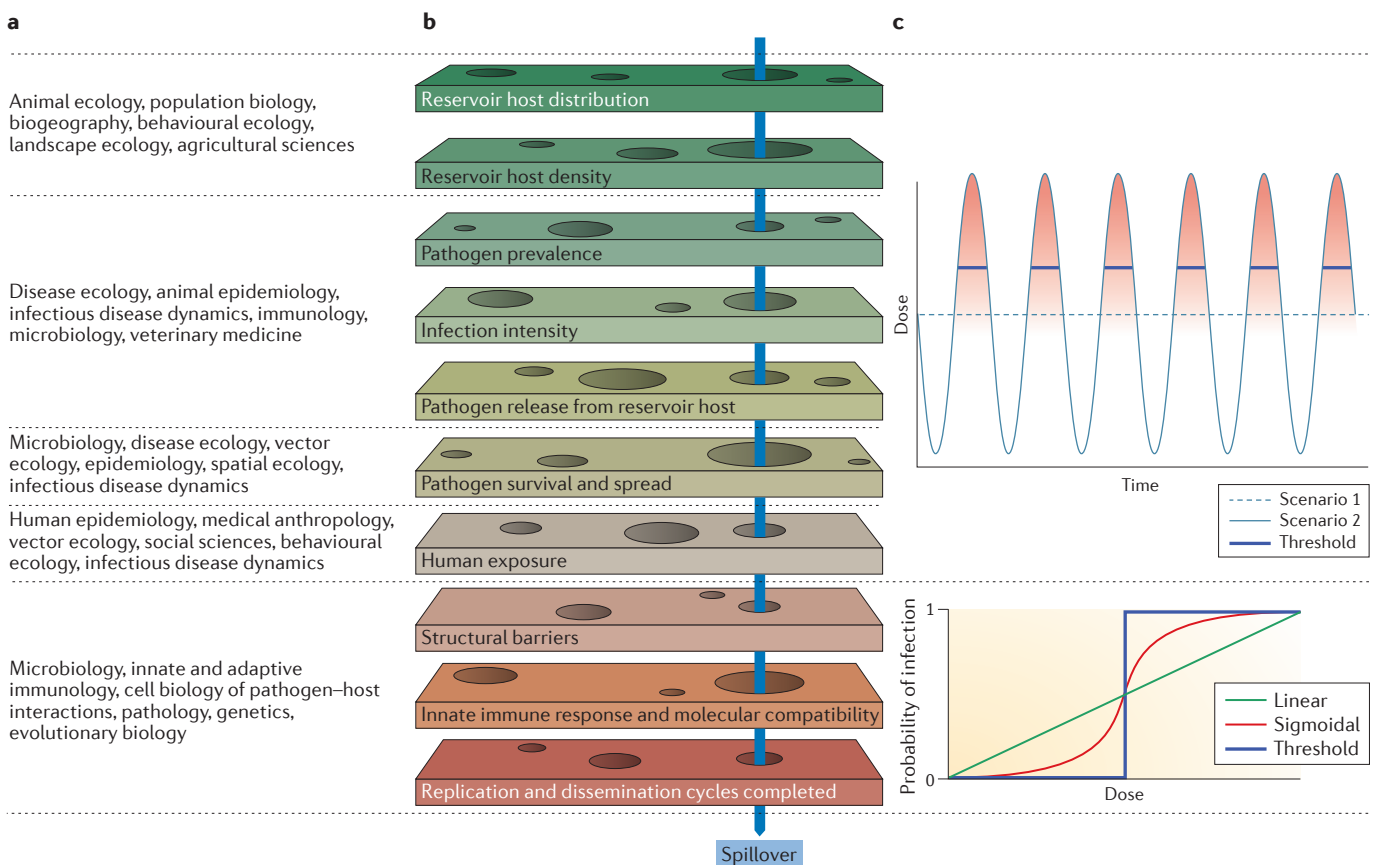 a
b
c
Animal ecology, population biology,
biogeography, behavioural ecology,
landscape ecology, agricultural sciences
Disease ecology, animal epidemiology,
infectious disease dynamics, immunology,
microbiology, veterinary medicine
Microbiology, disease ecology, vector
ecology, epidemiology, spatial ecology,
infectious disease dynamics
Human epidemiology, medical anthropology,
vector ecology, social sciences, behavioural
ecology, infectious disease dynamics
Microbiology, innate and adaptive
immunology, cell biology of pathogen–host
interactions, pathology, genetics,
evolutionary biology
Reservoir host distribution
Reservoir host density
Pathogen prevalence
Infection intensity
Pathogen release from reservoir host
Pathogen survival and spread
Human exposure
Structural barriers
Innate immune response and molecular compatibility
Replication and dissemination cycles completed
Spillover
Dose
Time
Scenario 1
Scenario 2
Threshold
Probability of infection
1
0
Dose
Linear
Sigmoidal
Threshold